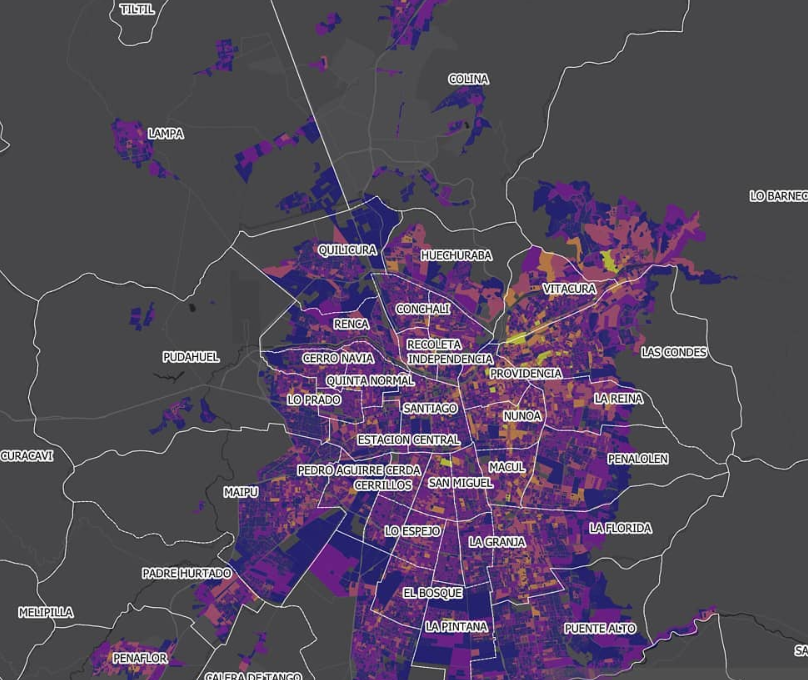 TILTIL
COLINA
LAMPA
LO BARNEC
QUILICURA
HUECHURABA
VITACURA
CONCHALI
RENCA
RECOLETA
LAS CONDES
PUDAHUEL
CERRO NAVIA
INDEPENDENCIA
PROVIDENCIA
QUINTA NORMAL
LO PRADO
LA REINA
SANTIAGO
NUNOA
ESTACION CENTRAL
CURACAVI
PENALOLEN
PEDRO AGUIRRE CERDA
MACUL
CERRILLOS
SAN MIGUEL
MAIPU
LO ESPEJO
LA FLORIDA
LA GRANJA
PADRE HURTADO
EL BOSQUE
MELIPILLA
LA PINTANA
PUENTE ALTO
SA
PENAFLOR
CALERA DE TANGO